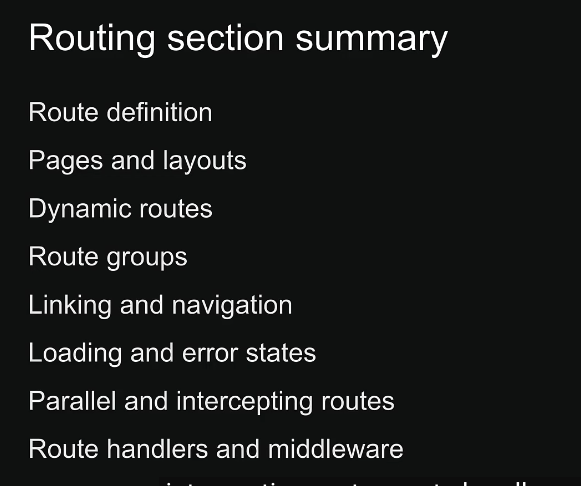 Routing section summary
Route definition
Pages and layouts
Dynamic routes
Route groups
Linking and navigation
Loading and error states
Parallel and intercepting routes
Route handlers and middleware